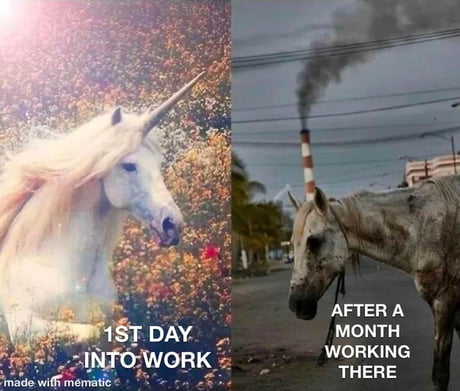 1ST DAY
INTO WORK
AFTER A
MONTH
WORKING
THERE
made with mematic